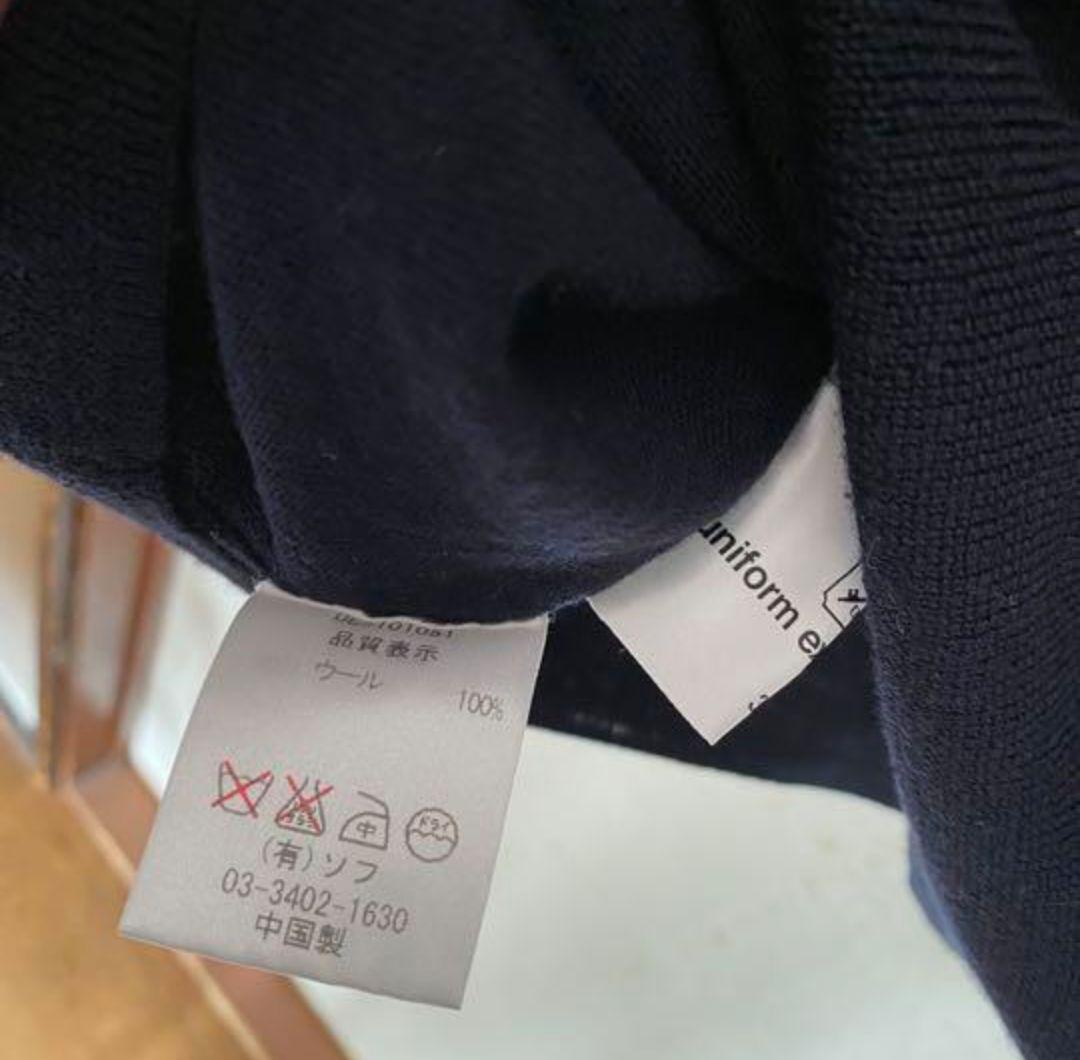 品質表示
ウール
100%
中
ドライ
(有)ソフ
03-3402-1630
中国製
uniform